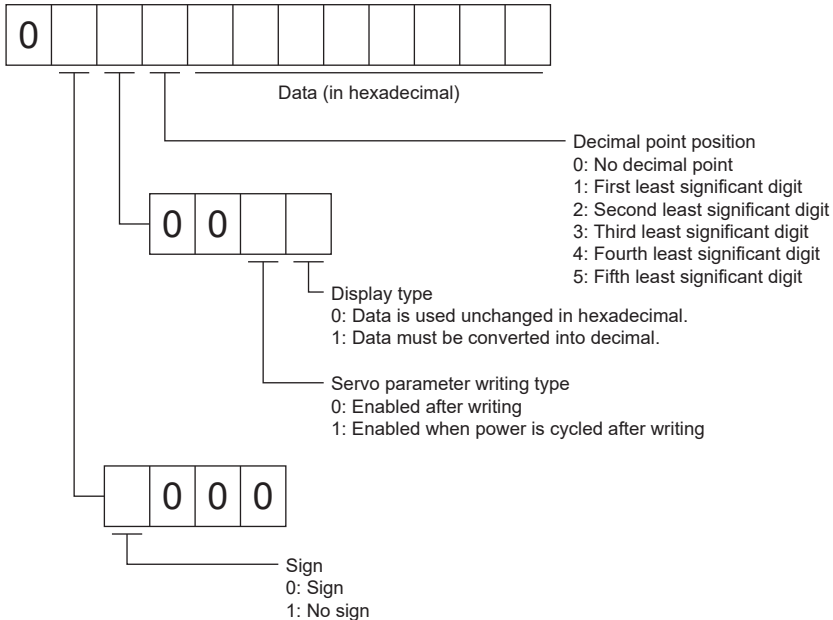 0
Data (in hexadecimal)
Decimal point position
0: No decimal point
1: First least significant digit
2: Second least significant digit
3: Third least significant digit
4: Fourth least significant digit
5: Fifth least significant digit
0 0
Display type
0: Data is used unchanged in hexadecimal.
1: Data must be converted into decimal.
Servo parameter writing type
0: Enabled after writing
1: Enabled when power is cycled after writing
0 0 0
Sign
0: Sign
1: No sign